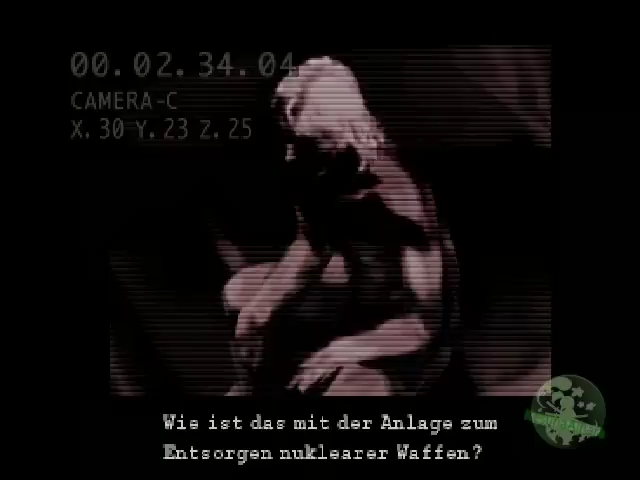 00.02.34.04
CAMERA-C
X.30 Y.23 Z.25
Wie ist das mit der Anlage zum
Entsorgen nuklearer Waffen?